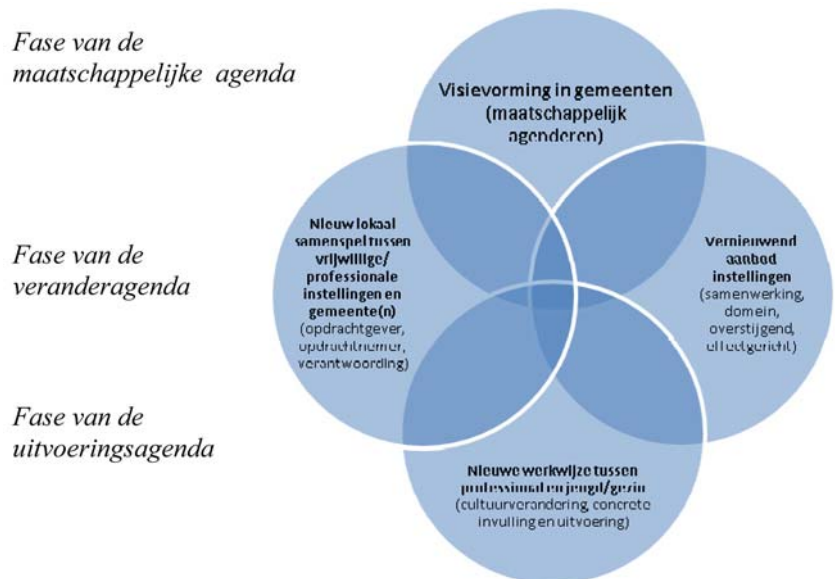 Fase van de
maatschappelijke agenda
Visievorming in gemeenten
(maatschappelijk
agenderen)
Fase van de
veranderagenda
Nieuw lokaal
samenspel tussen
vrijwillige/
professionale
instellingen en
gemeente(n)
(opdrachtgever,
opdrachtnemer,
verantwoording)
Vernieuwend
aanbod
instellingen
(samenwerking,
domein,
overstijgend,
effectgericht)
Fase van de
uitvoeringsagenda
Nieuwe werkwijze tussen
professional en jeugd/gezin
(cultuurverandering, concrete
invulling en uitvoering)